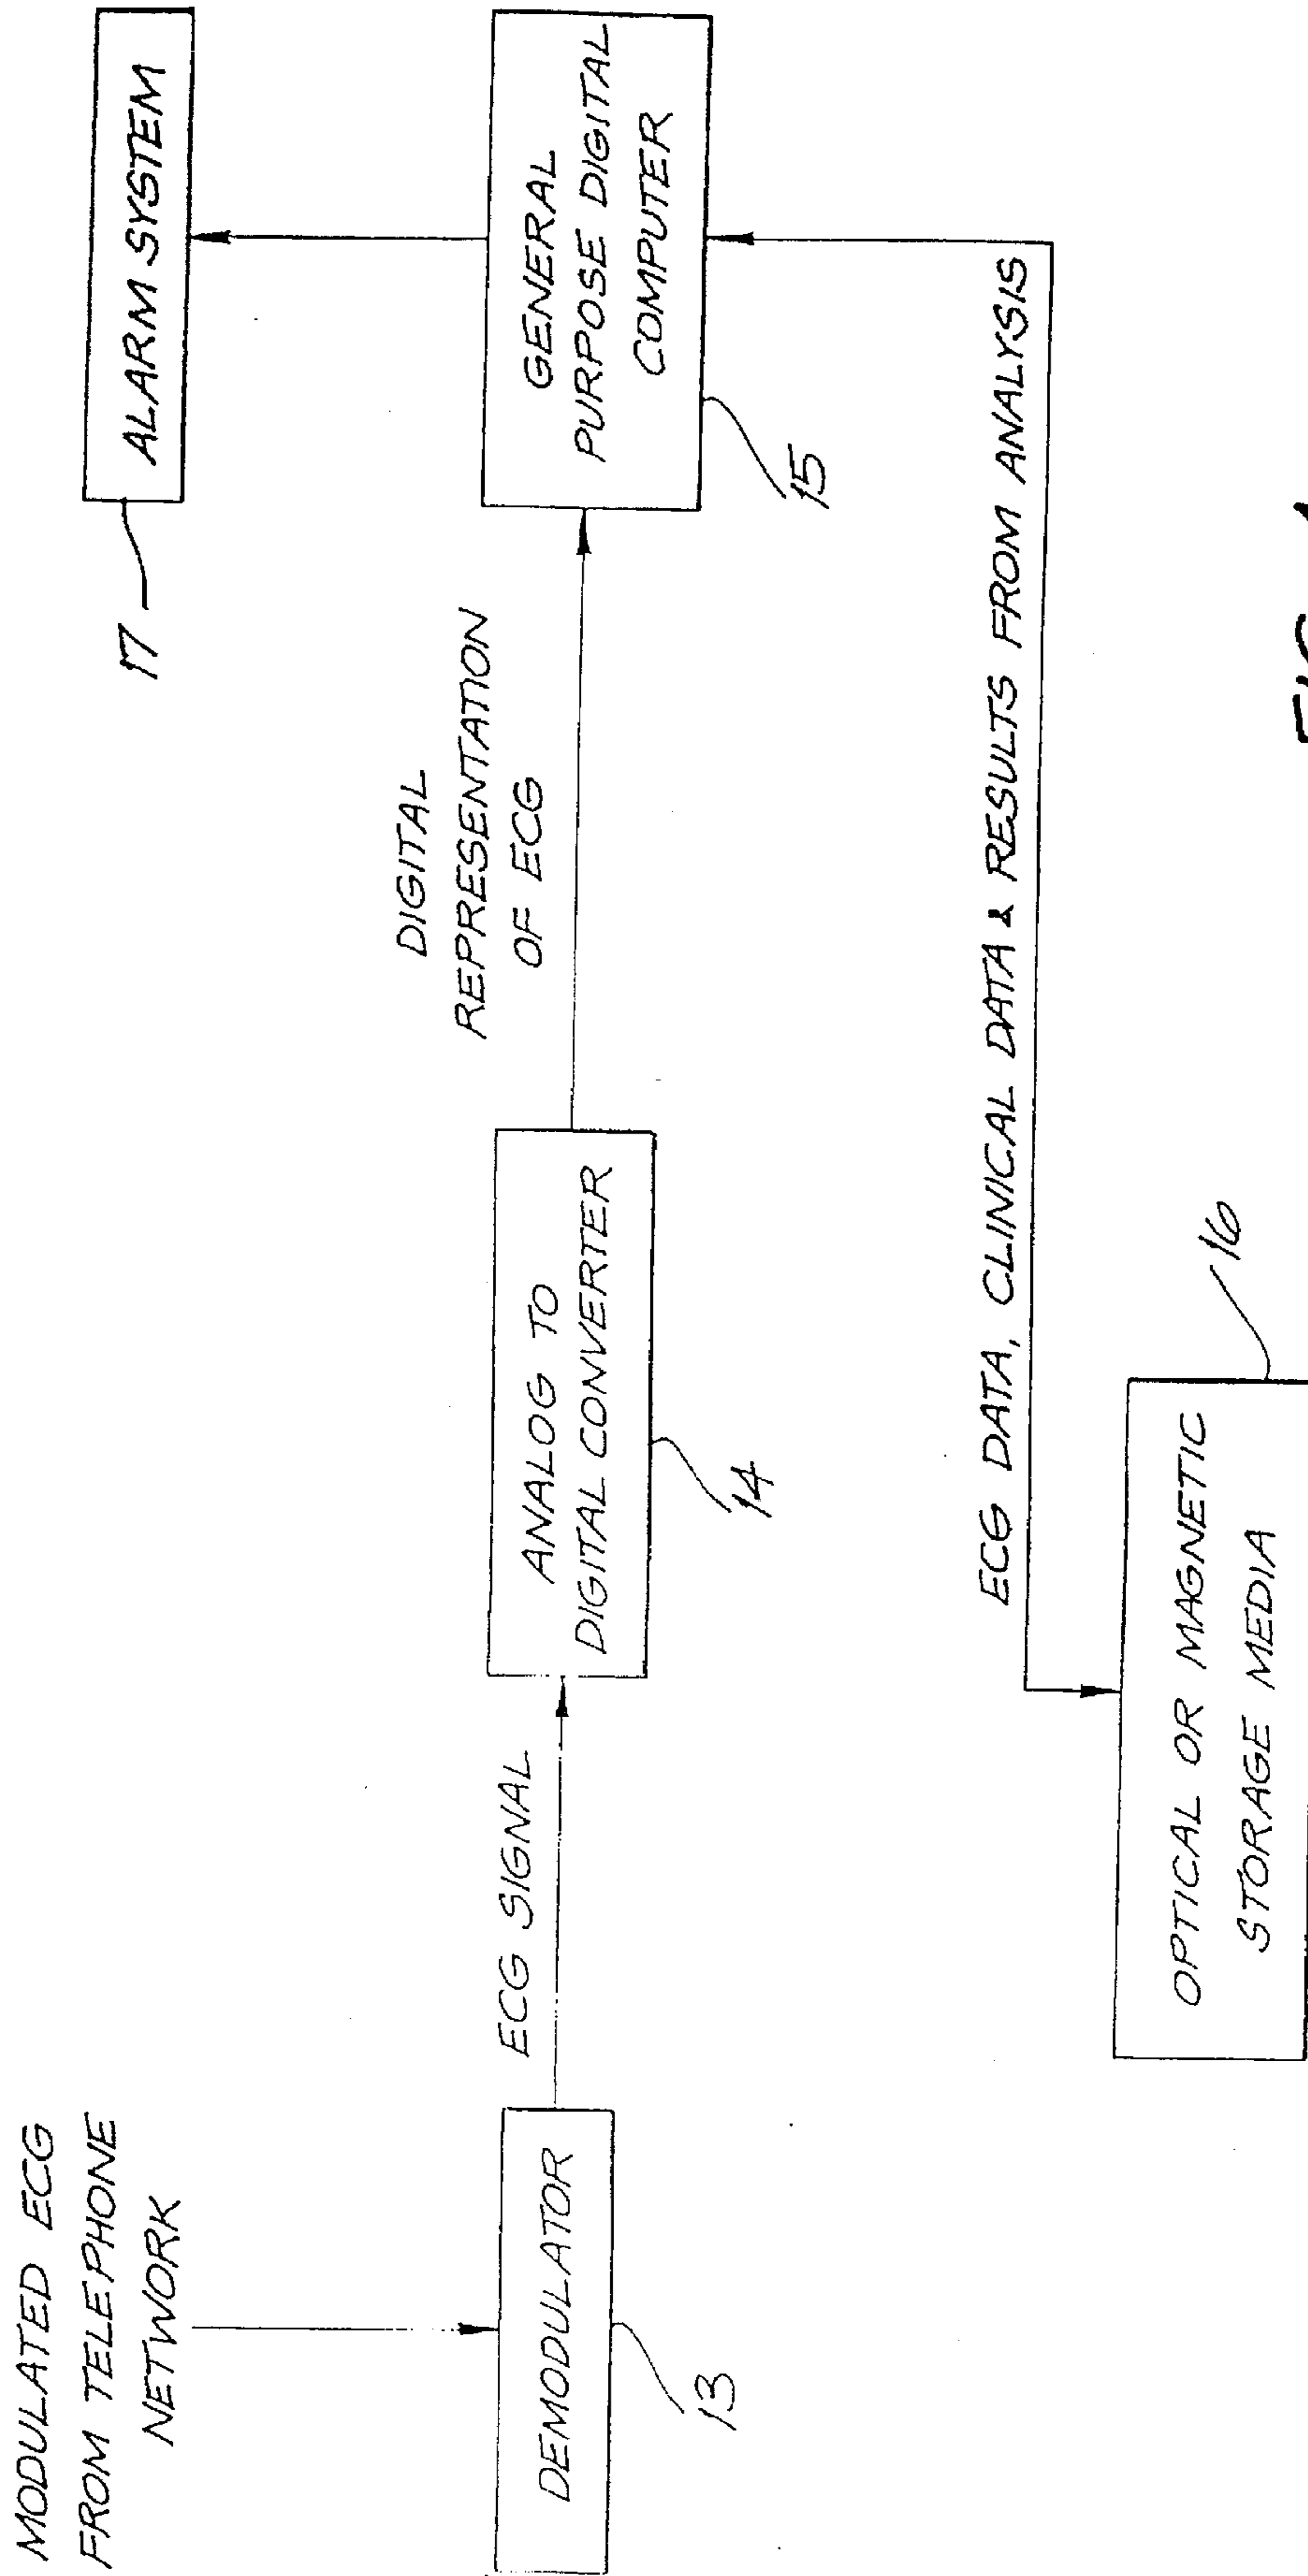 MODULATED ECG
FROM TELEPHONE
NETWORK
DEMODULATOR
13
ECG SIGNAL
ANALOG TO
DIGITAL CONVERTER
14
DIGITAL
REPRESENTATION
OF ECG
GENERAL
PURPOSE DIGITAL
COMPUTER
15
17
ALARM SYSTEM
ECG DATA, CLINICAL DATA & RESULTS FROM ANALYSIS
OPTICAL OR MAGNETIC
STORAGE MEDIA
16